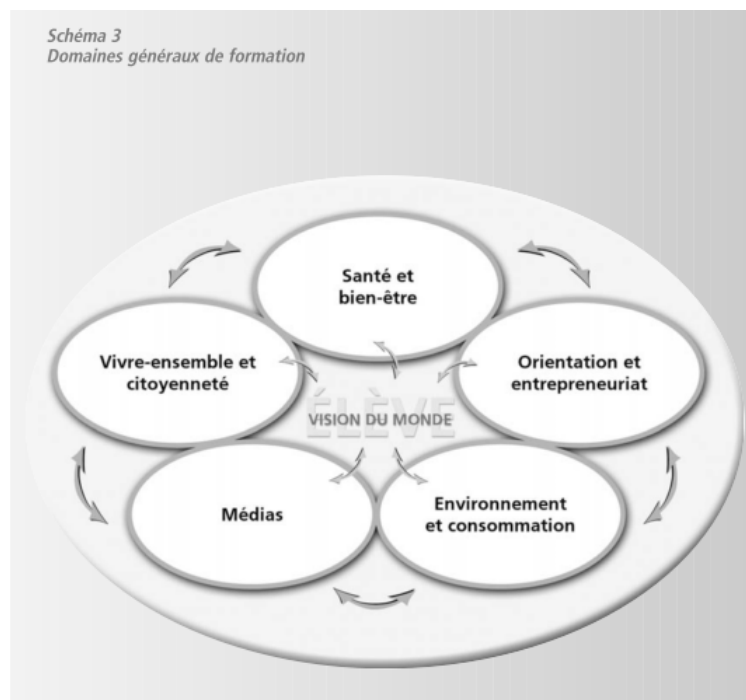 Schéma 3
Domaines généraux de formation
Santé et
bien-être
Vivre-ensemble et
citoyenneté
Orientation et
entrepreneuriat
ÉLÈVE
VISION DU MONDE
Médias
Environnement
et consommation